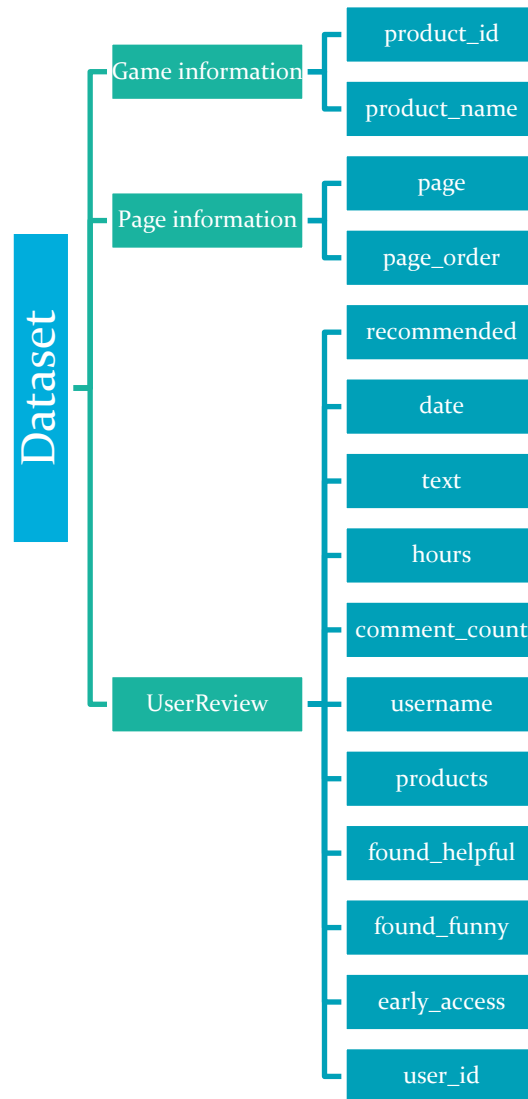 Dataset
Game information
product_id
product_name
Page information
page
page_order
UserReview
recommended
date
text
hours
comment_count
username
products
found_helpful
found_funny
early_access
user_id